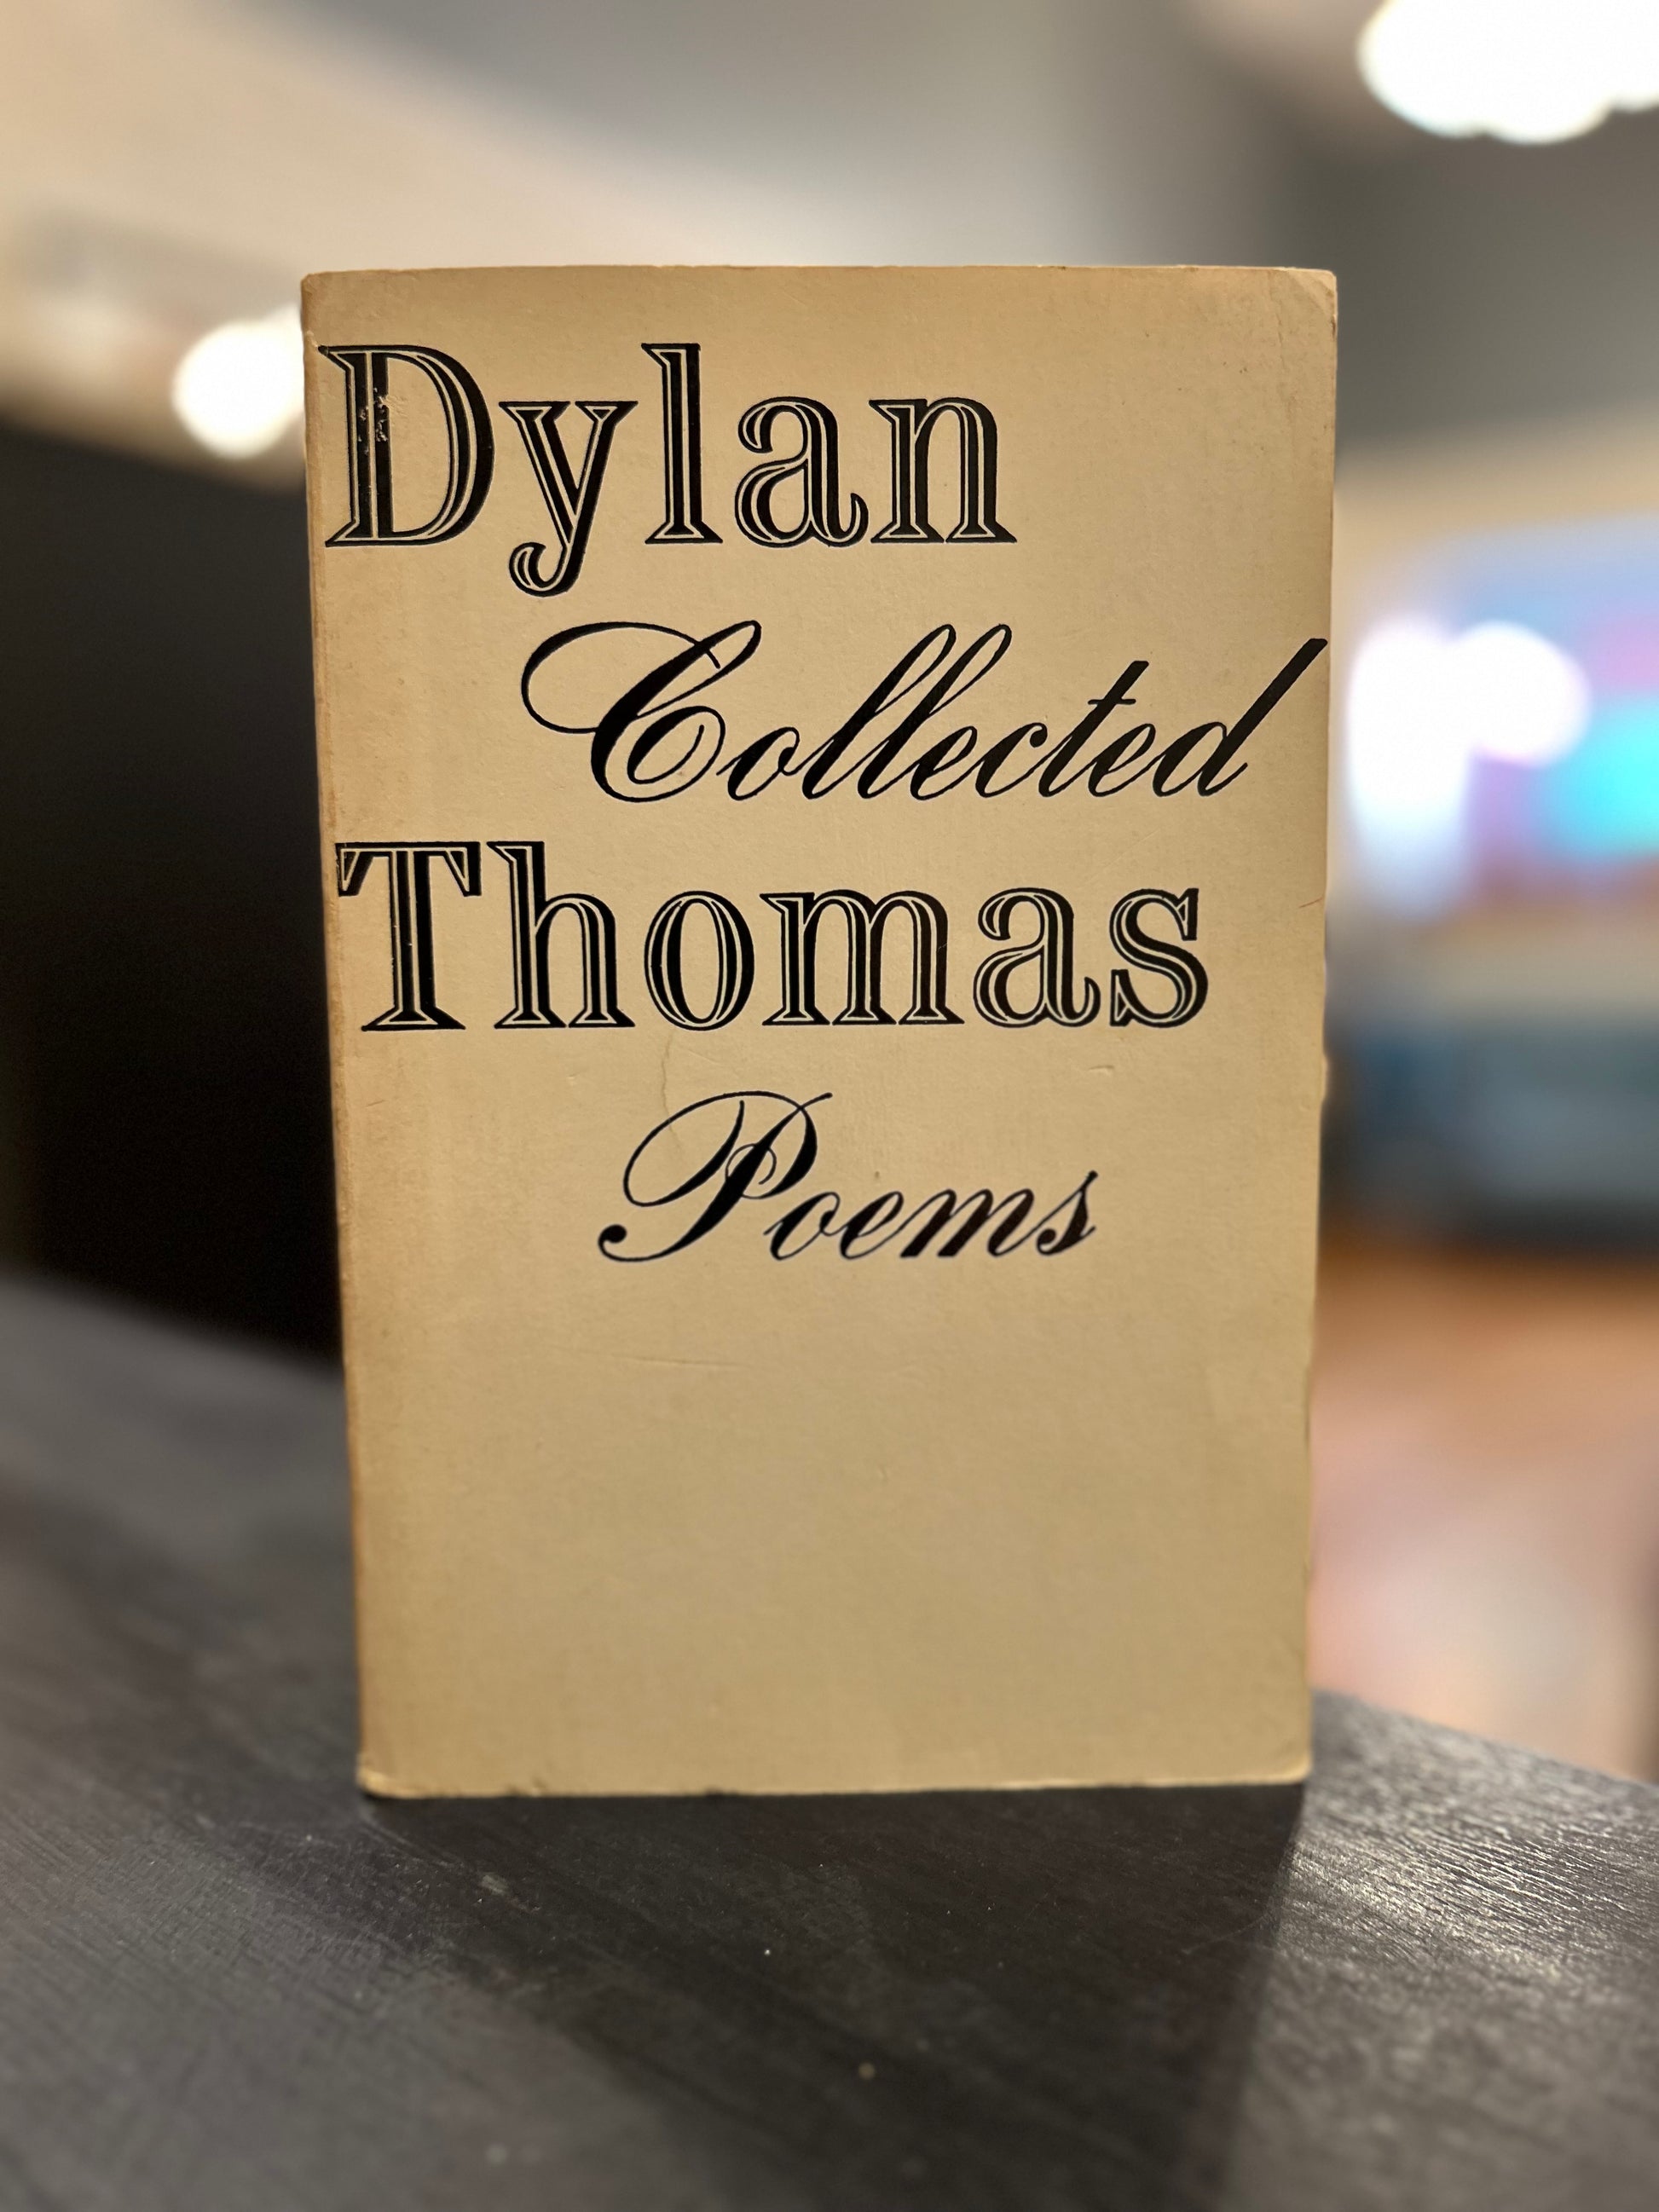 Dylan
Collected
Thomas
Poems